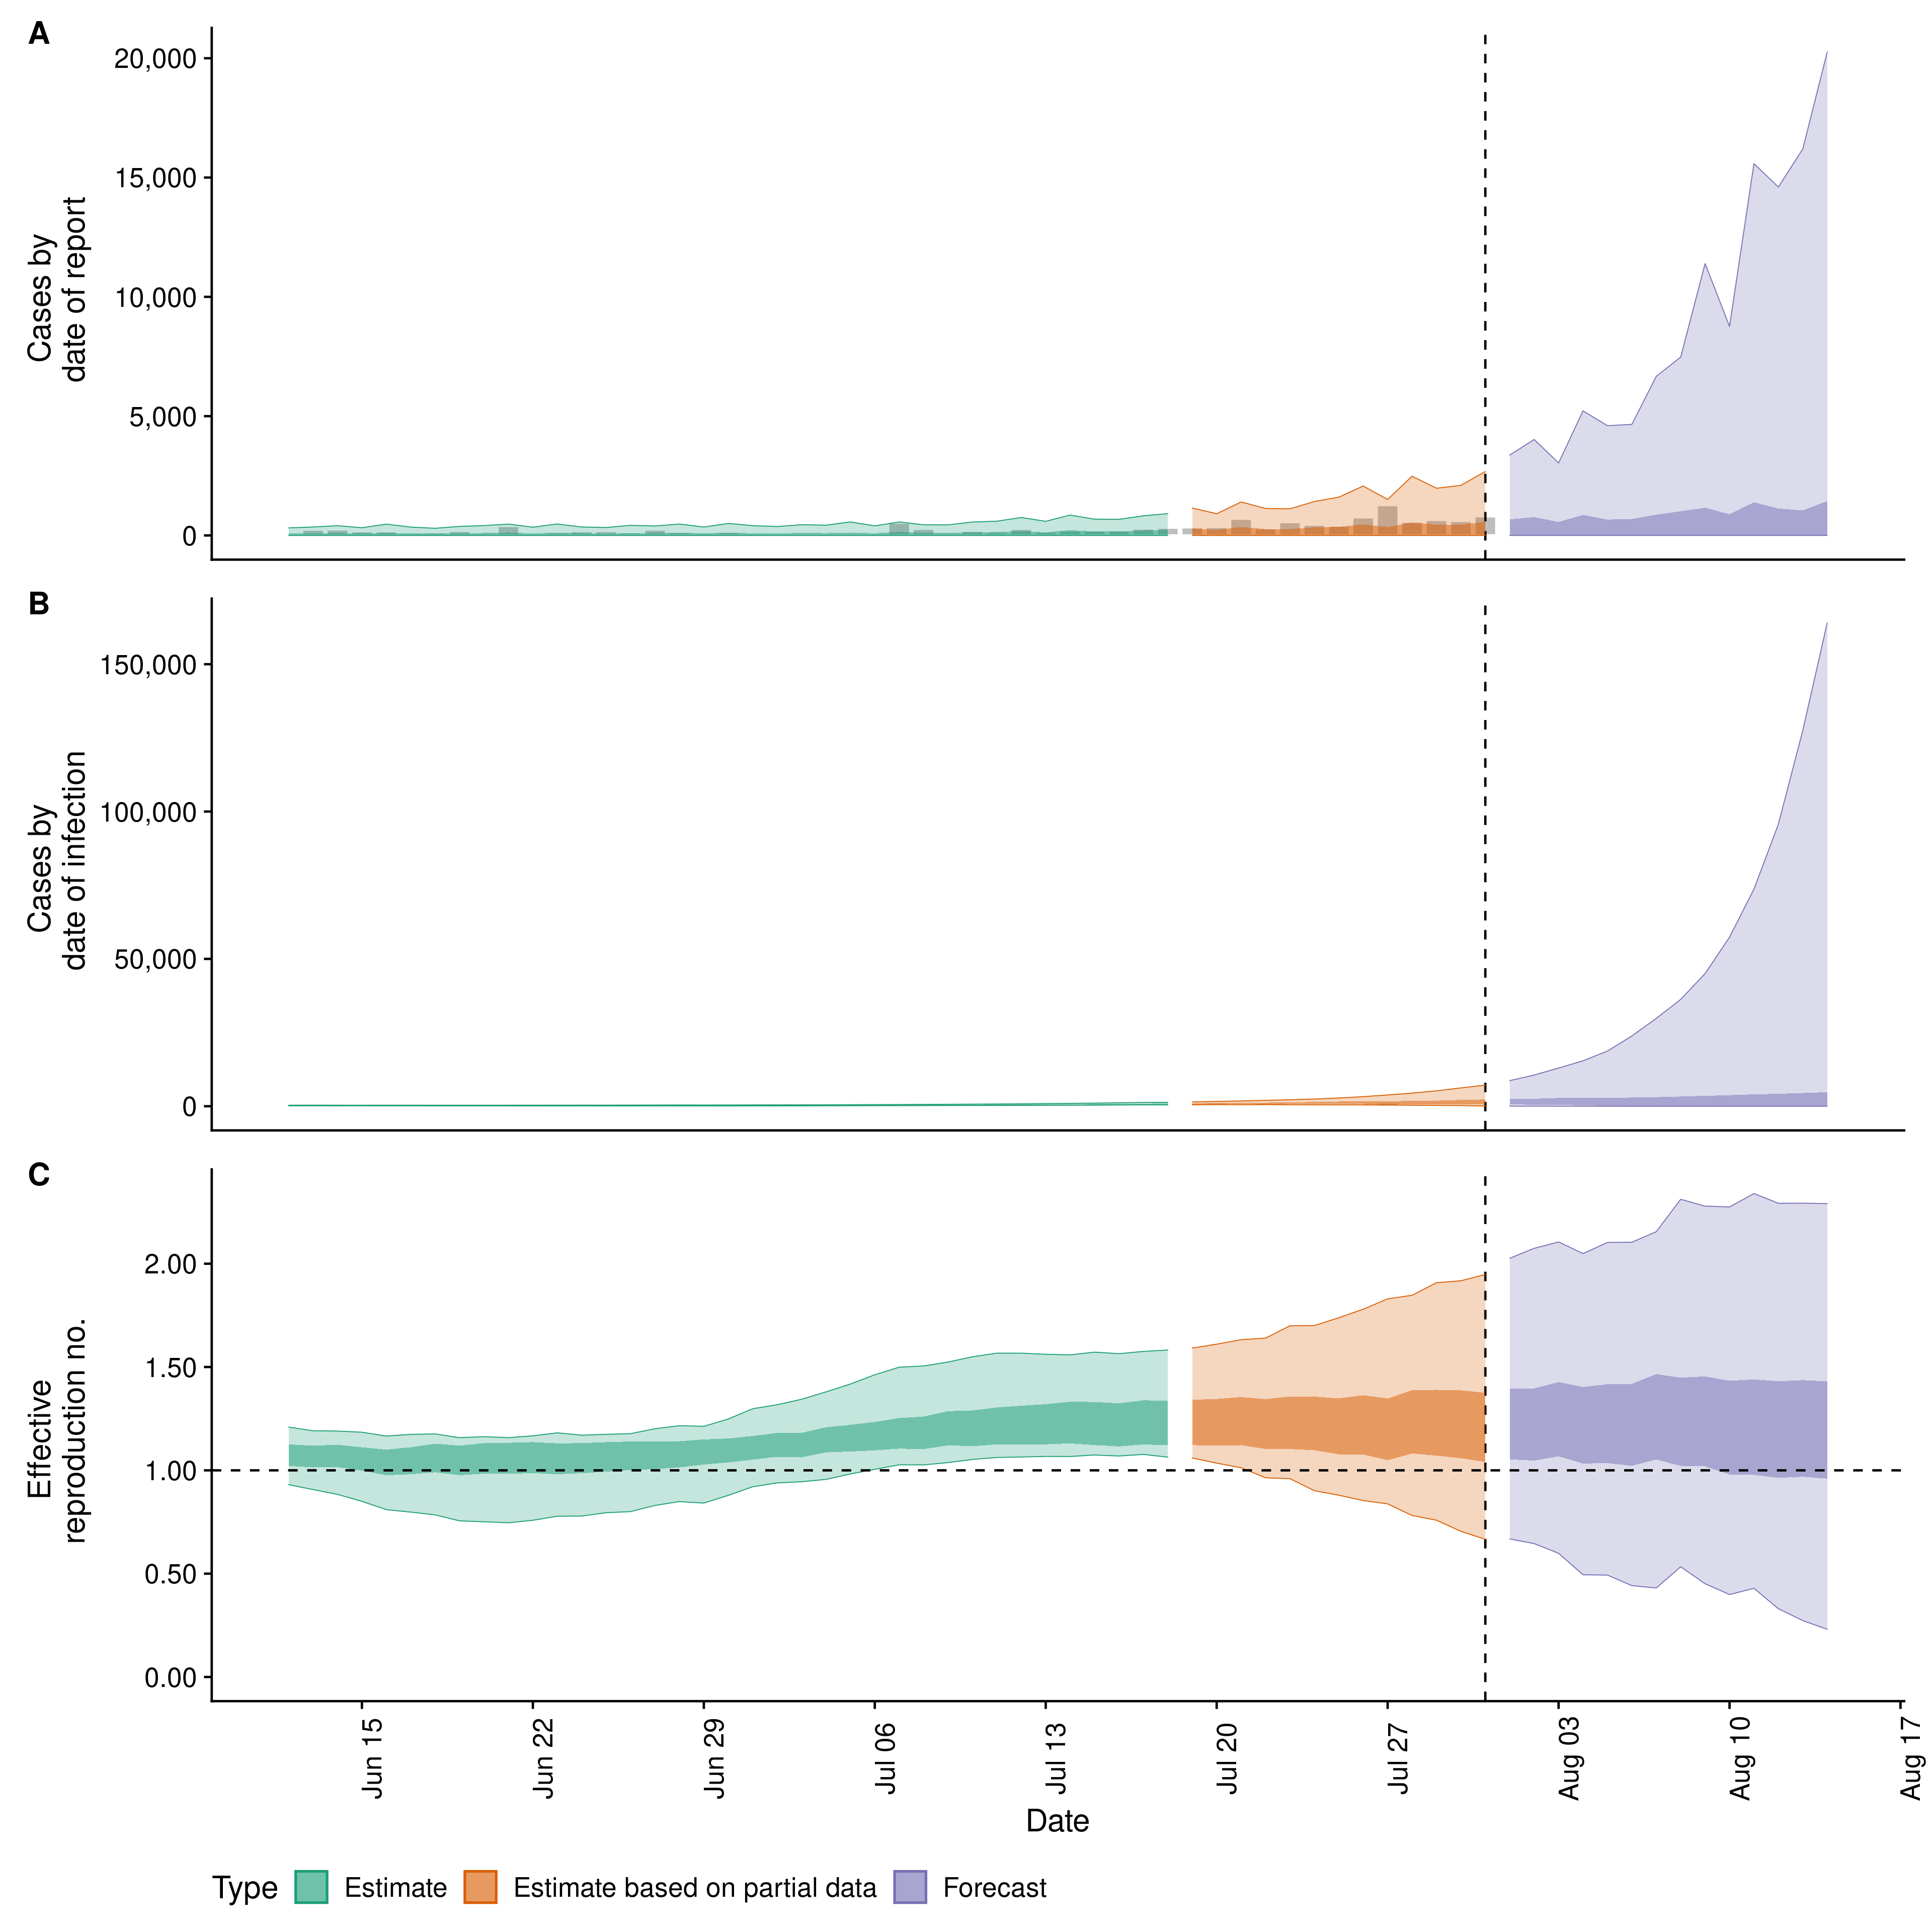 A
20,000
15,000
10,000
5,000
0
Cases by
date of report
B
150,000
100,000
50,000
0
Cases by
date of infection
C
2.00
1.50
1.00
0.50
0.00
Effective
reproduction no.
Jun 15
Jun 22
Jun 29
Jul 06
Jul 13
Jul 20
Jul 27
Aug 03
Aug 10
Aug 17
Date
Type
Estimate
Estimate based on partial data
Forecast